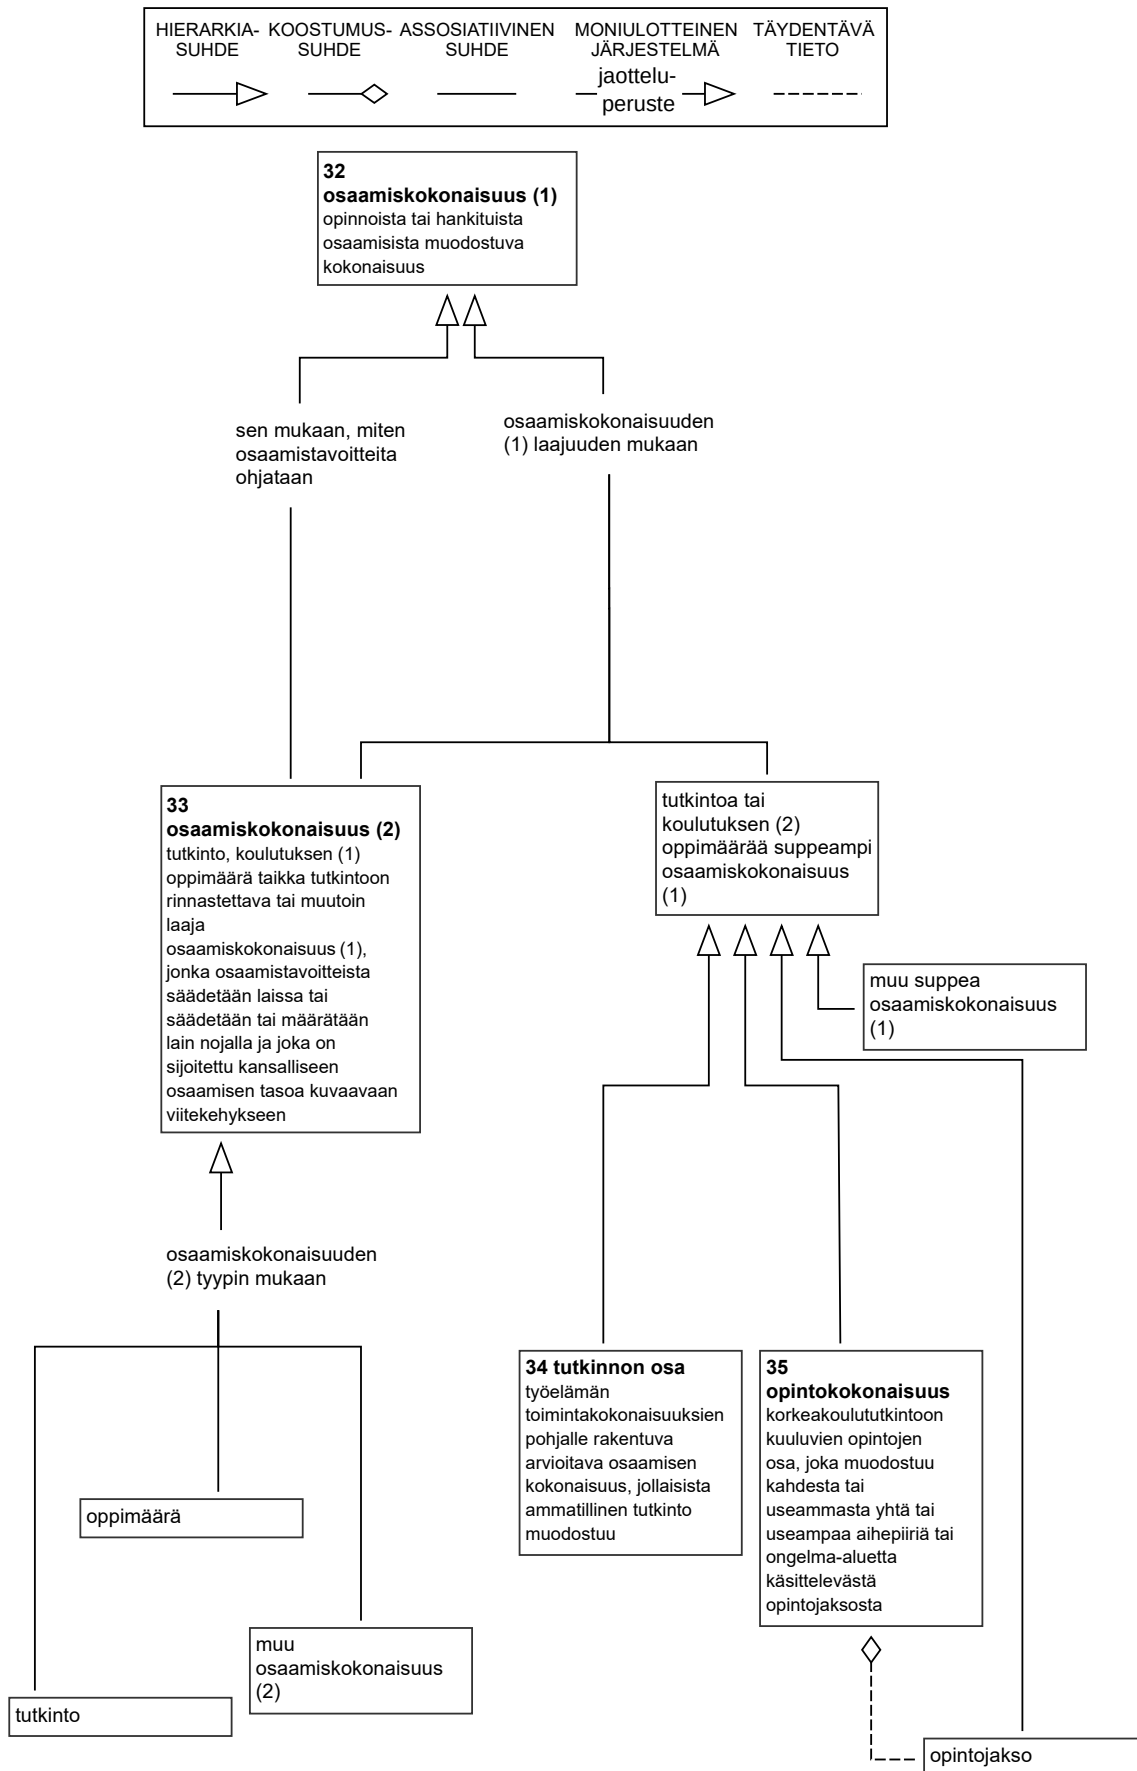 HIERARKIA-
SUHDE
KOOSTUMUS-
SUHDE
ASSOSIATIIVINEN
SUHDE
MONIULOTTEINEN
JÄRJESTELMÄ
jaottelu-
peruste
TÄYDENTÄVÄ
TIETO
32
osaamiskokonaisuus (1)
opinnoista tai hankituista
osaamisista muodostuva
kokonaisuus
sen mukaan, miten
osaamistavoitteita
ohjataan
osaamiskokonaisuuden
(1) laajuuden mukaan
33
osaamiskokonaisuus (2)
tutkinto, koulutuksen (1)
oppimäärä taikka tutkintoon
rinnastettava tai muutoin
laaja
osaamiskokonaisuus (1),
jonka osaamistavoitteista
säädetään laissa tai
säädetään tai määrätään
lain nojalla ja joka on
sijoitettu kansalliseen
osaamisen tasoa kuvaavaan
viitekehykseen
tutkintoa tai
koulutuksen (2)
oppimäärää suppeampi
osaamiskokonaisuus
(1)
muu suppea
osaamiskokonaisuus
(1)
osaamiskokonaisuuden
(2) tyypin mukaan
34 tutkinnon osa
työelämän
toimintakokonaisuuksien
pohjalle rakentuva
arvioitava osaamisen
kokonaisuus, jollaisista
ammatillinen tutkinto
muodostuu
35
opintokokonaisuus
korkeakoulututkintoon
kuuluvien opintojen
osa, joka muodostuu
kahdesta tai
useammasta yhtä tai
useampaa aihepiiriä tai
ongelma-aluetta
käsittelevästä
opintojaksosta
oppimäärä
muu
osaamiskokonaisuus
(2)
tutkinto
opintojakso